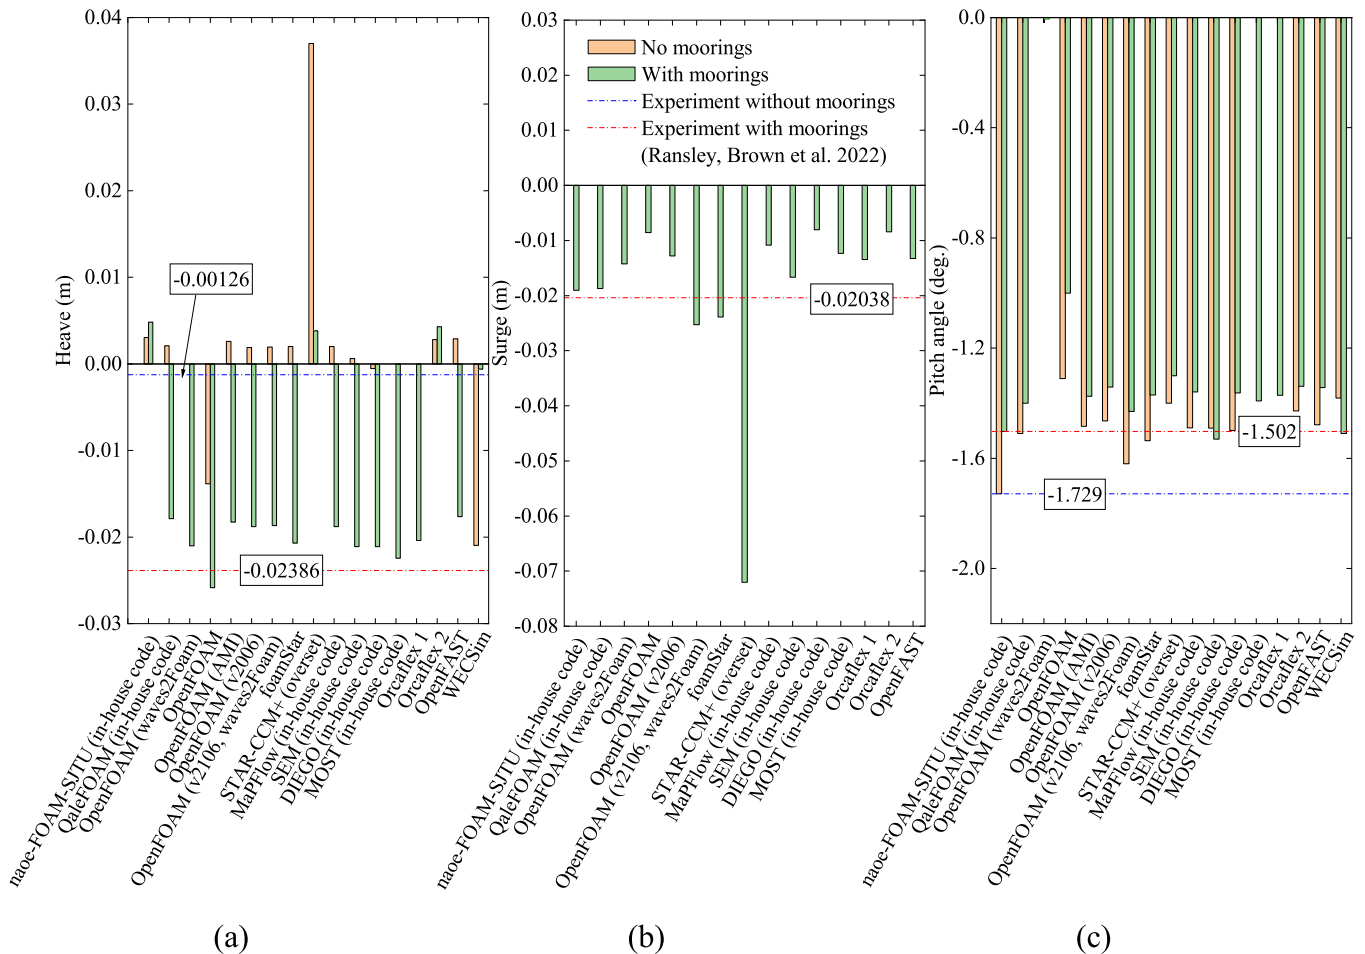 0.04
0.03
0.02
0.01
0.00
-0.01
-0.02
-0.03
Heave (m)
-0.00126
-0.02386
naoe-FOAM-SJTU (in-house code)
QaleFOAM (in-house code)
OpenFOAM (waves2Foam)
OpenFOAM
OpenFOAM (AMI)
OpenFOAM (v2006)
OpenFOAM (v2106, waves2Foam)
foamStar
STAR-CCM+ (overset)
MaPFlow (in-house code)
SEM (in-house code)
DIEGO (in-house code)
MOST (in-house code)
Orcaflex 1
Orcaflex 2
OpenFAST
WECSim
(a)
0.03
0.02
0.01
0.00
-0.01
-0.02
-0.03
-0.04
-0.05
-0.06
-0.07
-0.08
Surge (m)
No moorings
With moorings
Experiment without moorings
Experiment with moorings
(Ransley, Brown et al. 2022)
-0.02038
naoe-FOAM-SJTU (in-house code)
QaleFOAM (in-house code)
OpenFOAM (waves2Foam)
OpenFOAM
OpenFOAM (v2006)
OpenFOAM (v2106, waves2Foam)
foamStar
STAR-CCM+ (overset)
MaPFlow (in-house code)
SEM (in-house code)
DIEGO (in-house code)
MOST (in-house code)
Orcaflex 1
Orcaflex 2
OpenFAST
(b)
0.0
-0.4
-0.8
-1.2
-1.6
-2.0
Pitch angle (deg.)
-1.502
-1.729
naoe-FOAM-SJTU (in-house code)
QaleFOAM (in-house code)
OpenFOAM (waves2Foam)
OpenFOAM
OpenFOAM (AMI)
OpenFOAM (v2006)
OpenFOAM (v2106, waves2Foam)
foamStar
STAR-CCM+ (overset)
MaPFlow (in-house code)
SEM (in-house code)
DIEGO (in-house code)
MOST (in-house code)
Orcaflex 1
Orcaflex 2
OpenFAST
WECSim
(c)